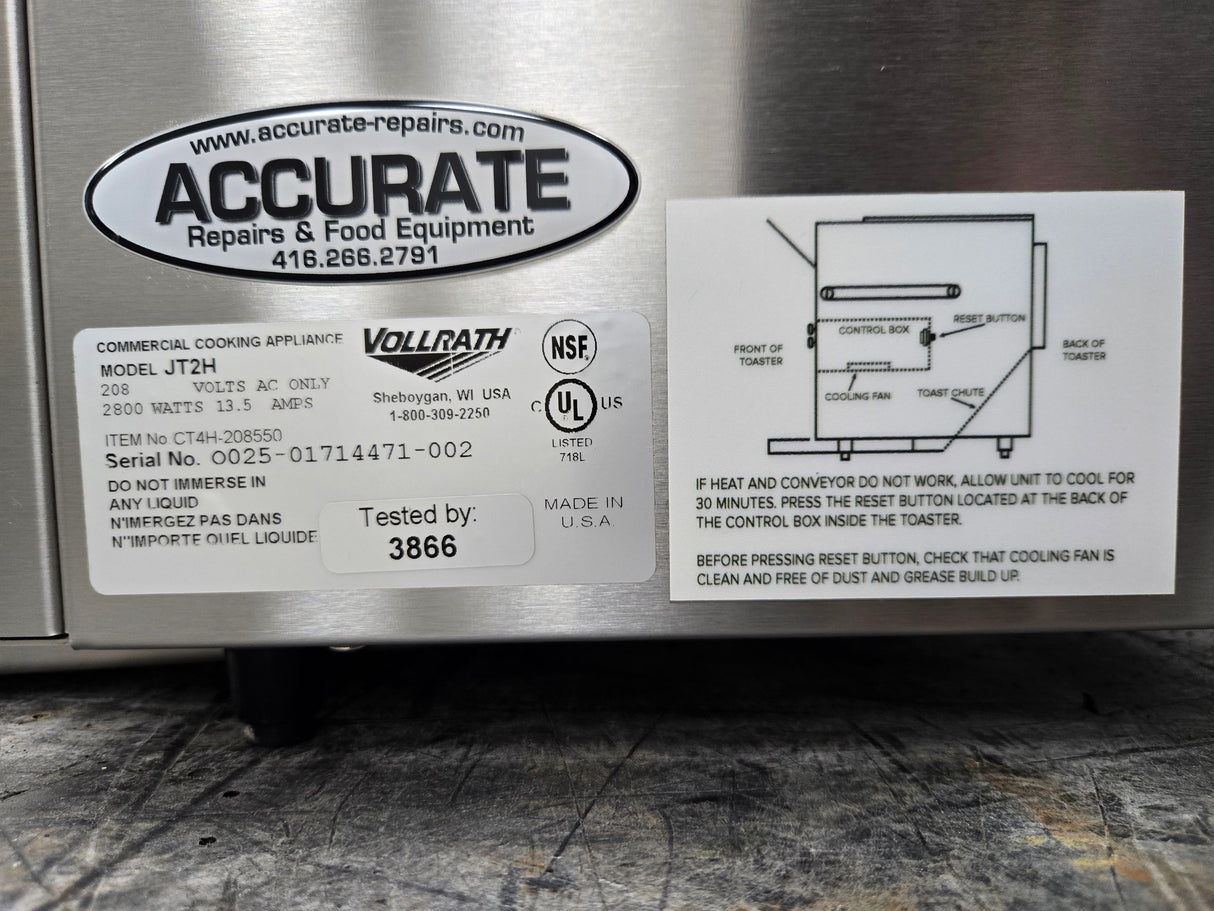 www.accurate-repairs.com
ACCURATE
Repairs & Food Equipment
416.266.2791
COMMERCIAL COOKING APPLIANCE
MODEL JT2H
208 VOLTS AC ONLY
2800 WATTS 13.5 AMPS
ITEM No CT4H-208550
Serial No. 0025-01714471-002
DO NOT IMMERSE IN
ANY LIQUID
N'IMERGEZ PAS DANS
N''IMPORTE QUEL LIQUIDE
VOLLRATH
Sheboygan, WI USA
1-800-309-2250
NSF
C UL US
LISTED
718L
MADE IN
U.S.A.
Tested by:
3866
FRONT OF
TOASTER
CONTROL BOX
RESET BUTTON
BACK OF
TOASTER
COOLING FAN
TOAST CHUTE
IF HEAT AND CONVEYOR DO NOT WORK, ALLOW UNIT TO COOL FOR
30 MINUTES. PRESS THE RESET BUTTON LOCATED AT THE BACK OF
THE CONTROL BOX INSIDE THE TOASTER.
BEFORE PRESSING RESET BUTTON, CHECK THAT COOLING FAN IS
CLEAN AND FREE OF DUST AND GREASE BUILD UP.